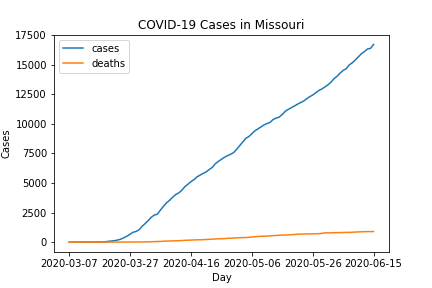 COVID-19 Cases in Missouri
cases
deaths
17500
15000
12500
10000
7500
5000
2500
0
Cases
2020-03-07 2020-03-27 2020-04-16 2020-05-06 2020-05-26 2020-06-15
Day